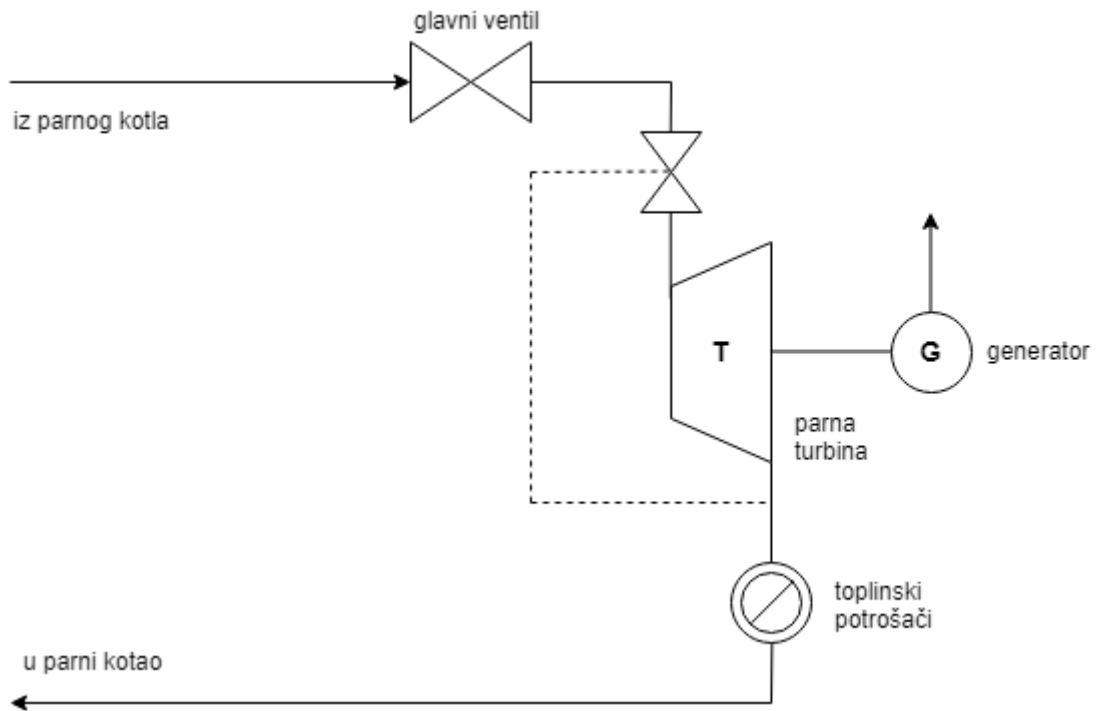 glavni ventil
iz parnog kotla
T
G
generator
parna
turbina
toplinski
potrošači
u parni kotao